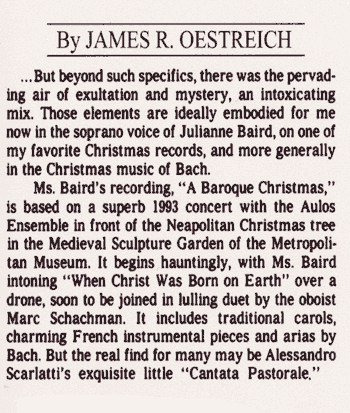 By JAMES R. OESTREICH
...But beyond such specifics, there was the pervad-
ing air of exultation and mystery, an intoxicating
mix. Those elements are ideally embodied for me
now in the soprano voice of Julianne Baird, on one of
my favorite Christmas records, and more generally
in the Christmas music of Bach.
Ms. Baird's recording, "A Baroque Christmas,"
is based on a superb 1993 concert with the Aulos
Ensemble in front of the Neapolitan Christmas tree
in the Medieval Sculpture Garden of the Metropoli-
tan Museum. It begins hauntingly, with Ms. Baird
intoning "When Christ Was Born on Earth" over a
drone, soon to be joined in lulling duet by the oboist
Marc Schachman. It includes traditional carols,
charming French instrumental pieces and arias by
Bach. But the real find for many may be Alessandro
Scarlatti's exquisite little "Cantata Pastorale."